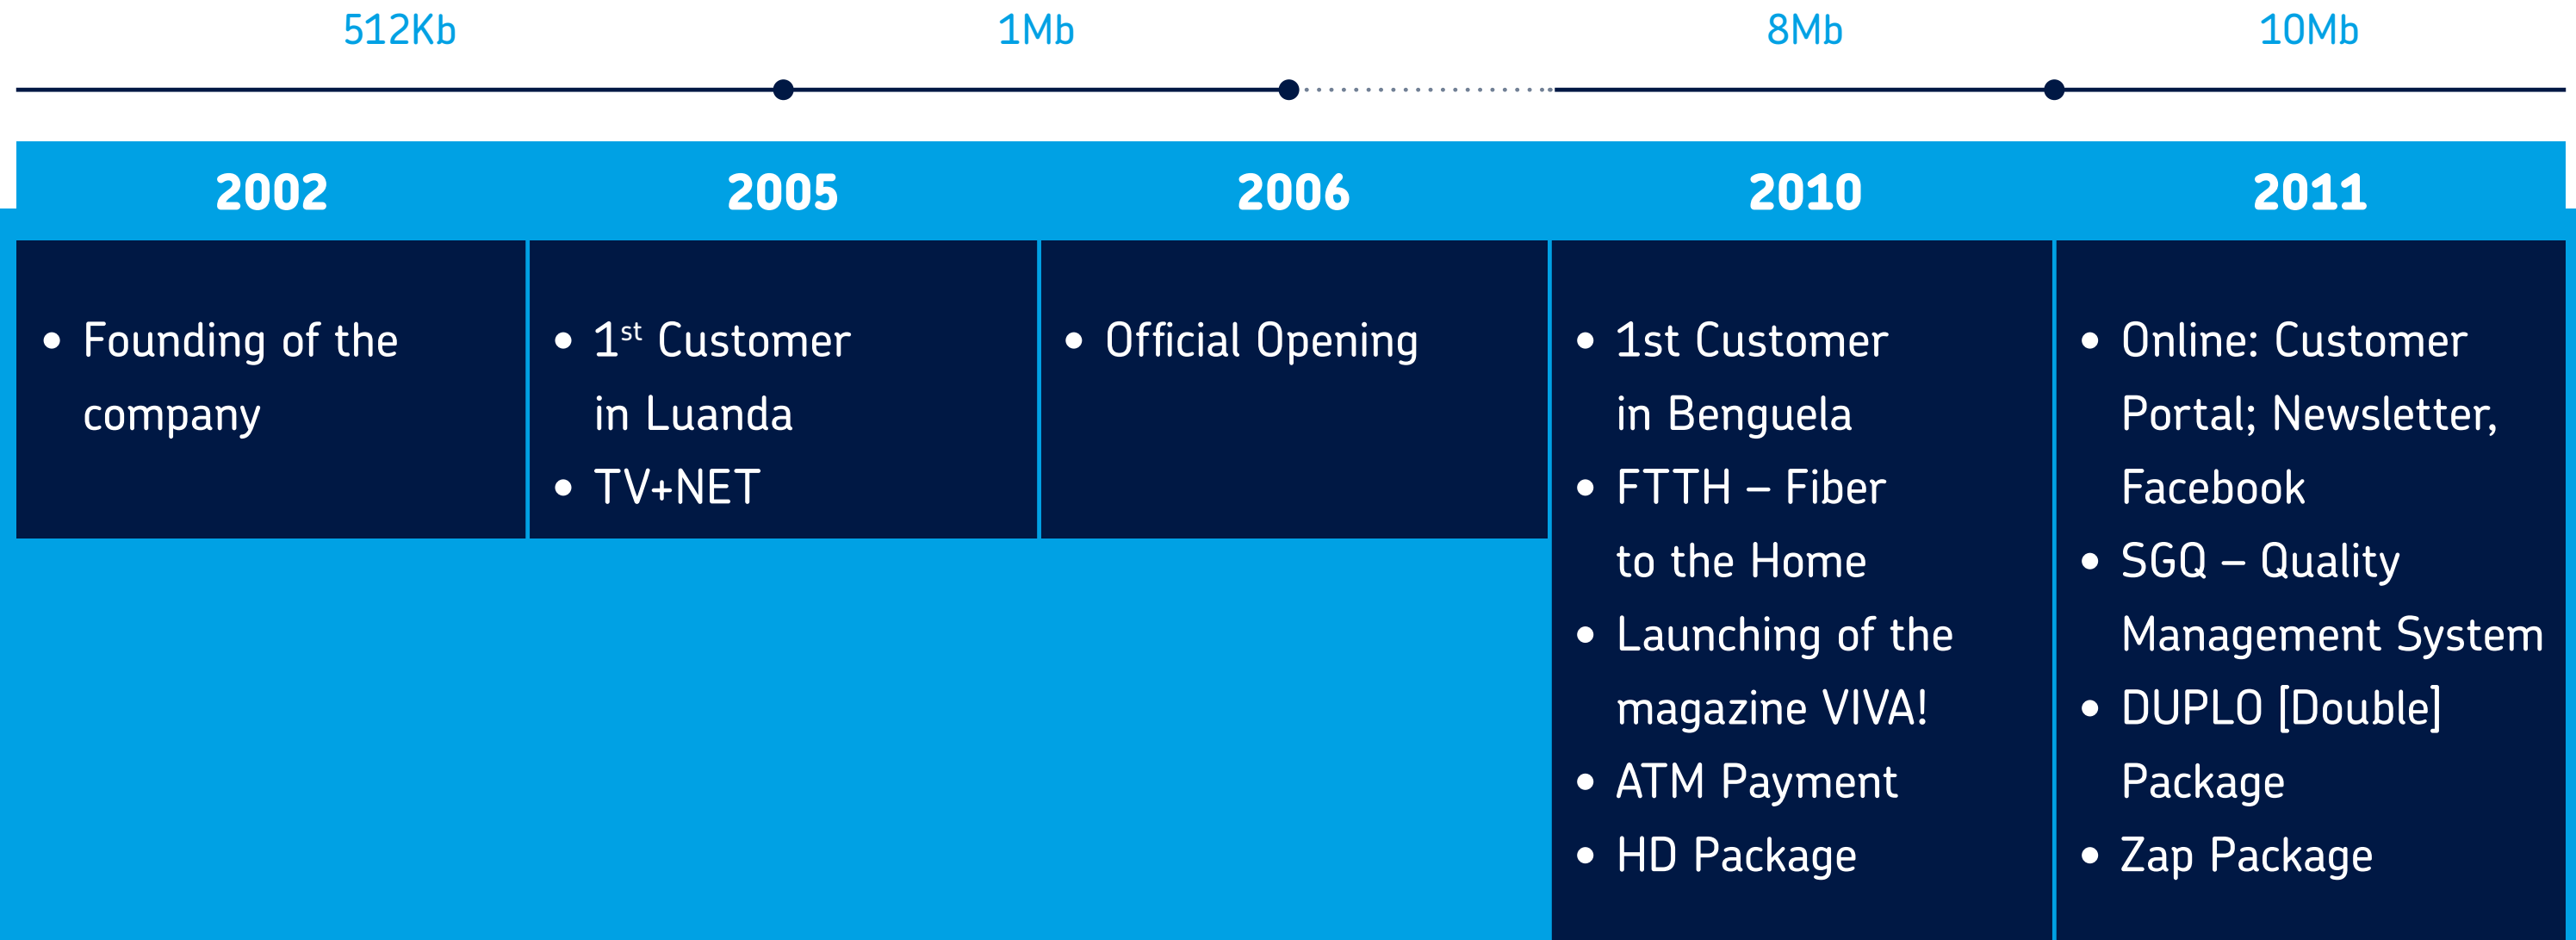 512Kb
1Mb
8Mb
10Mb
2002
2005
2006
2010
2011
• Founding of the
company
• 1st Customer
in Luanda
• TV+NET
• Official Opening
• 1st Customer
in Benguela
• FTTH – Fiber
to the Home
• Launching of the
magazine VIVA!
• ATM Payment
• HD Package
• Online: Customer
Portal; Newsletter,
Facebook
• SGQ – Quality
Management System
• DUPLO [Double]
Package
• Zap Package